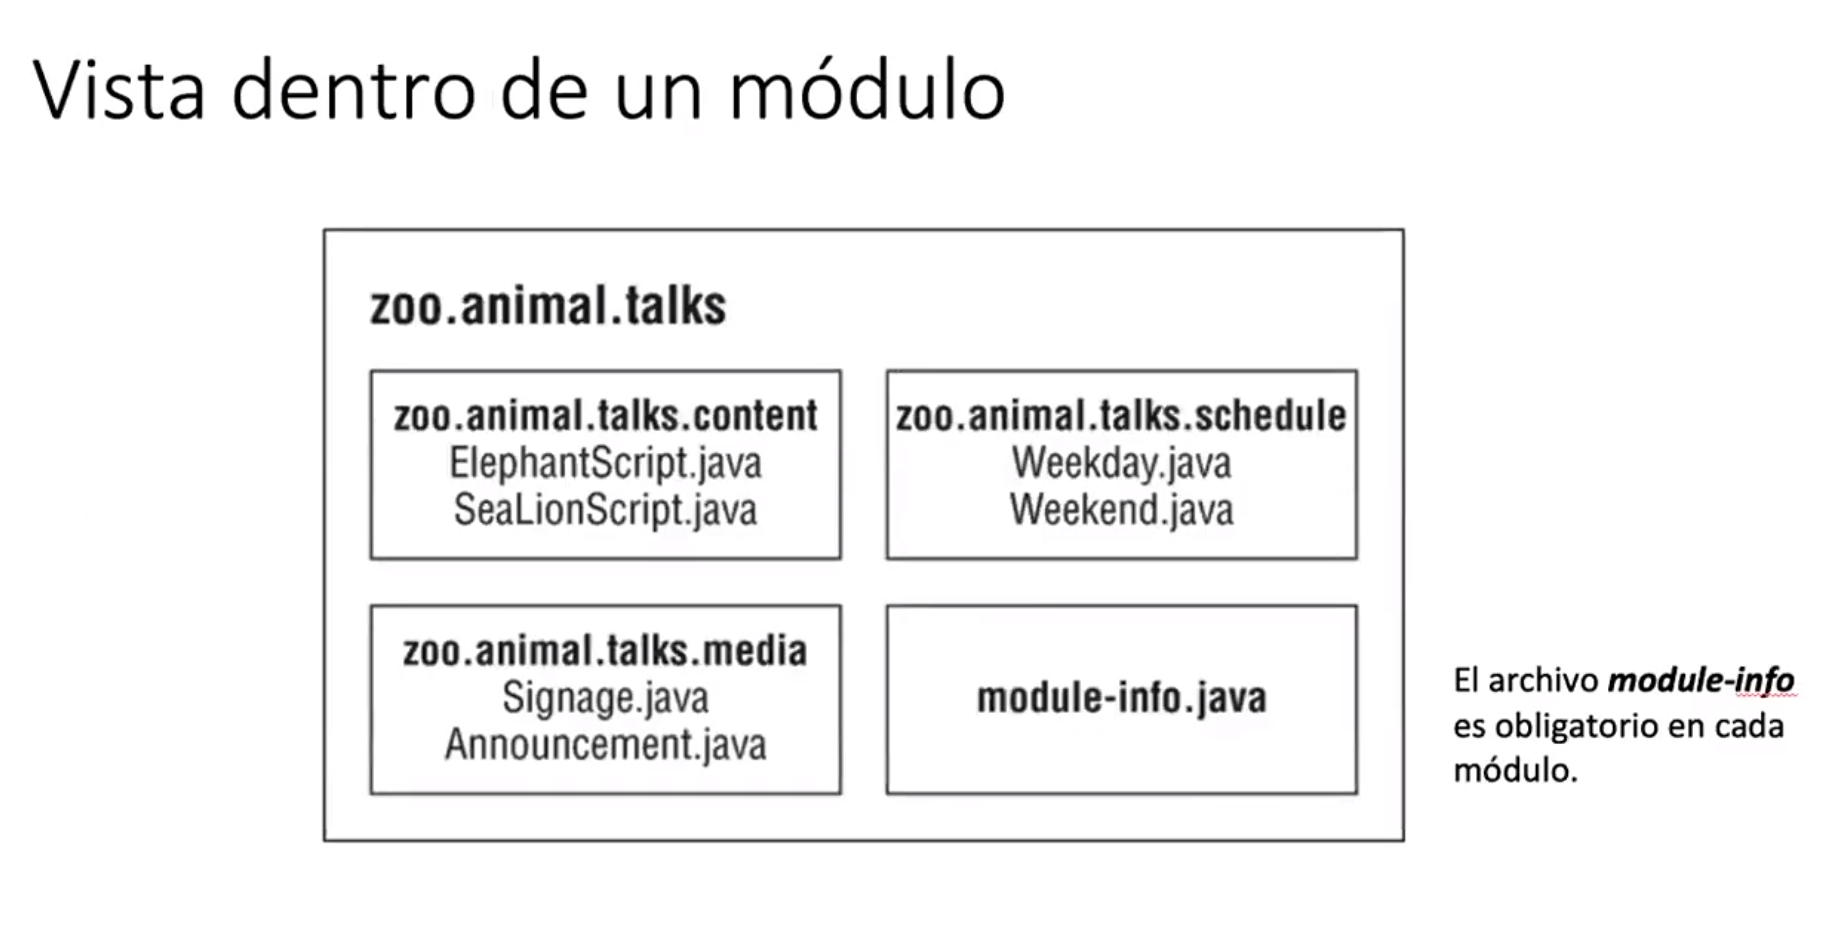 Vista dentro de un módulo
zoo.animal.talks
zoo.animal.talks.content
ElephantScript.java
SeaLionScript.java
zoo.animal.talks.schedule
Weekday.java
Weekend.java
zoo.animal.talks.media
Signage.java
Announcement.java
module-info.java
El archivo module-info
es obligatorio en cada
módulo.